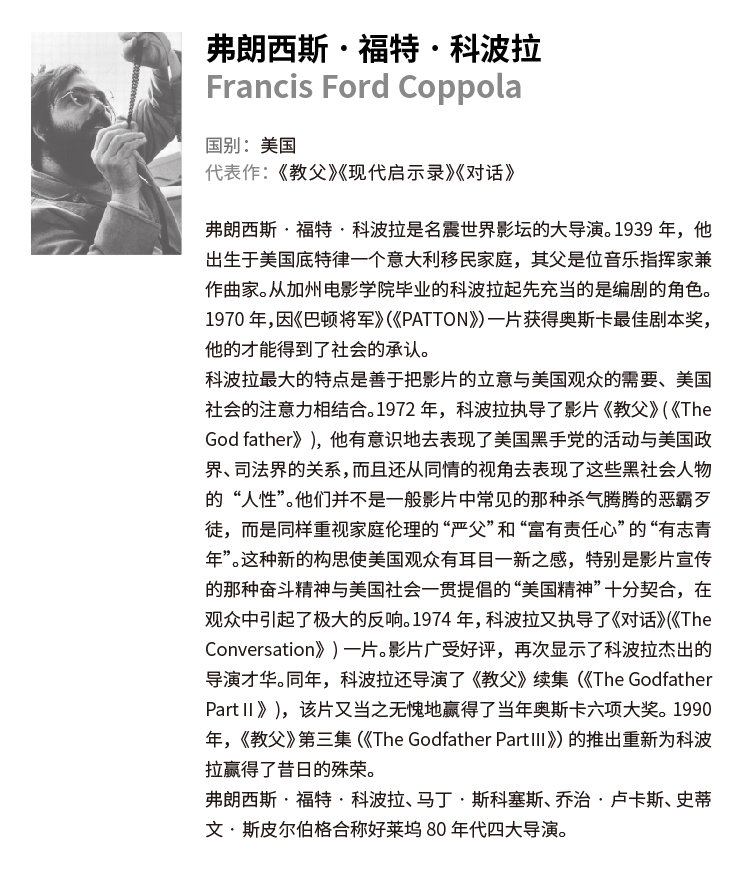 弗朗西斯·福特·科波拉
Francis Ford Coppola
国别：美国
代表作：《教父》《现代启示录》《对话》
弗朗西斯·福特·科波拉是名震世界影坛的大导演。1939 年，他
出生于美国底特律一个意大利移民家庭，其父是位音乐指挥家兼
作曲家。从加州电影学院毕业的科波拉起先充当的是编剧的角色。
1970 年，因《巴顿将军》（《PATTON》）一片获得奥斯卡最佳剧本奖，
他的才能得到了社会的承认。
科波拉最大的特点是善于把影片的立意与美国观众的需要、美国
社会的注意力相结合。1972 年，科波拉执导了影片《教父》(《The
God father》), 他有意识地去表现了美国黑手党的活动与美国政
界、司法界的关系，而且还从同情的视角去表现了这些黑社会人物
的“人性”。他们并不是一般影片中常见的那种杀气腾腾的恶霸歹
徒，而是同样重视家庭伦理的“严父”和“富有责任心”的“有志青
年”。这种新的构思使美国观众有耳目一新之感，特别是影片宣传
的那种奋斗精神与美国社会一贯提倡的“美国精神”十分契合，在
观众中引起了极大的反响。1974 年，科波拉又执导了《对话》(《The
Conversation》) 一片。影片广受好评，再次显示了科波拉杰出的
导演才华。同年，科波拉还导演了《教父》续集（《The Godfather
Part II 》)，该片又当之无愧地赢得了当年奥斯卡六项大奖。1990
年，《教父》第三集（《The Godfather PartIII》）的推出重新为科波
拉赢得了昔日的殊荣。
弗朗西斯·福特·科波拉、马丁·斯科塞斯、乔治·卢卡斯、史蒂
文·斯皮尔伯格合称好莱坞 80 年代四大导演。